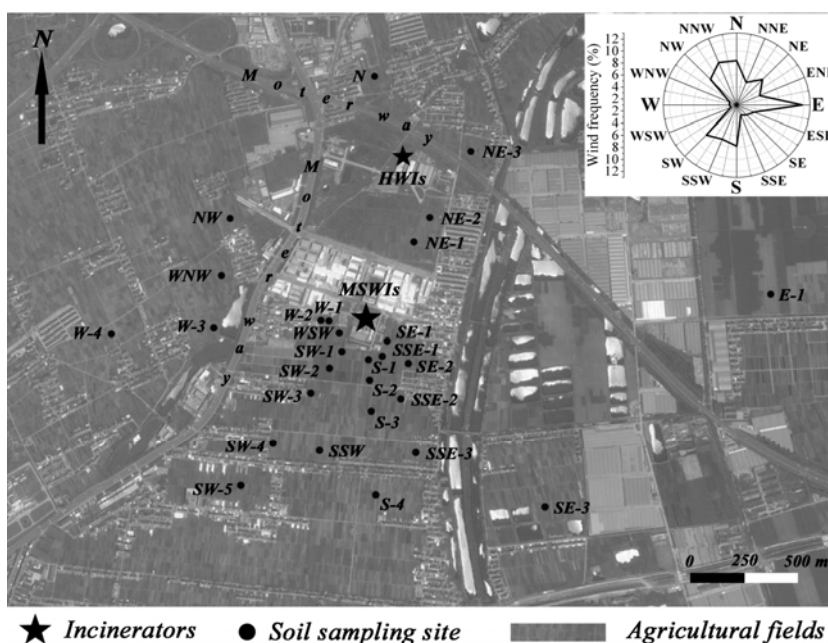 N
M o t e r w a y
M o t e r w a y
N
HWIs
NE-3
NW
NE-2
NE-1
WNW
MSWIs
E-1
W-4
W-3
W-2
W-1
WSW
SE-1
SW-1
SSE-1
S-1
SE-2
SW-2
S-2
SW-3
SSE-2
S-3
SW-4
SSW
SSE-3
SW-5
S-4
SE-3
Wind frequency (%)
12
10
8
6
4
2
0
2
4
6
8
10
12
N
NNE
NE
EN
E
ESE
SE
SSE
S
SSW
SW
WSW
W
WNW
NW
NNW
0 250 500 m
Incinerators
Soil sampling site
Agricultural fields